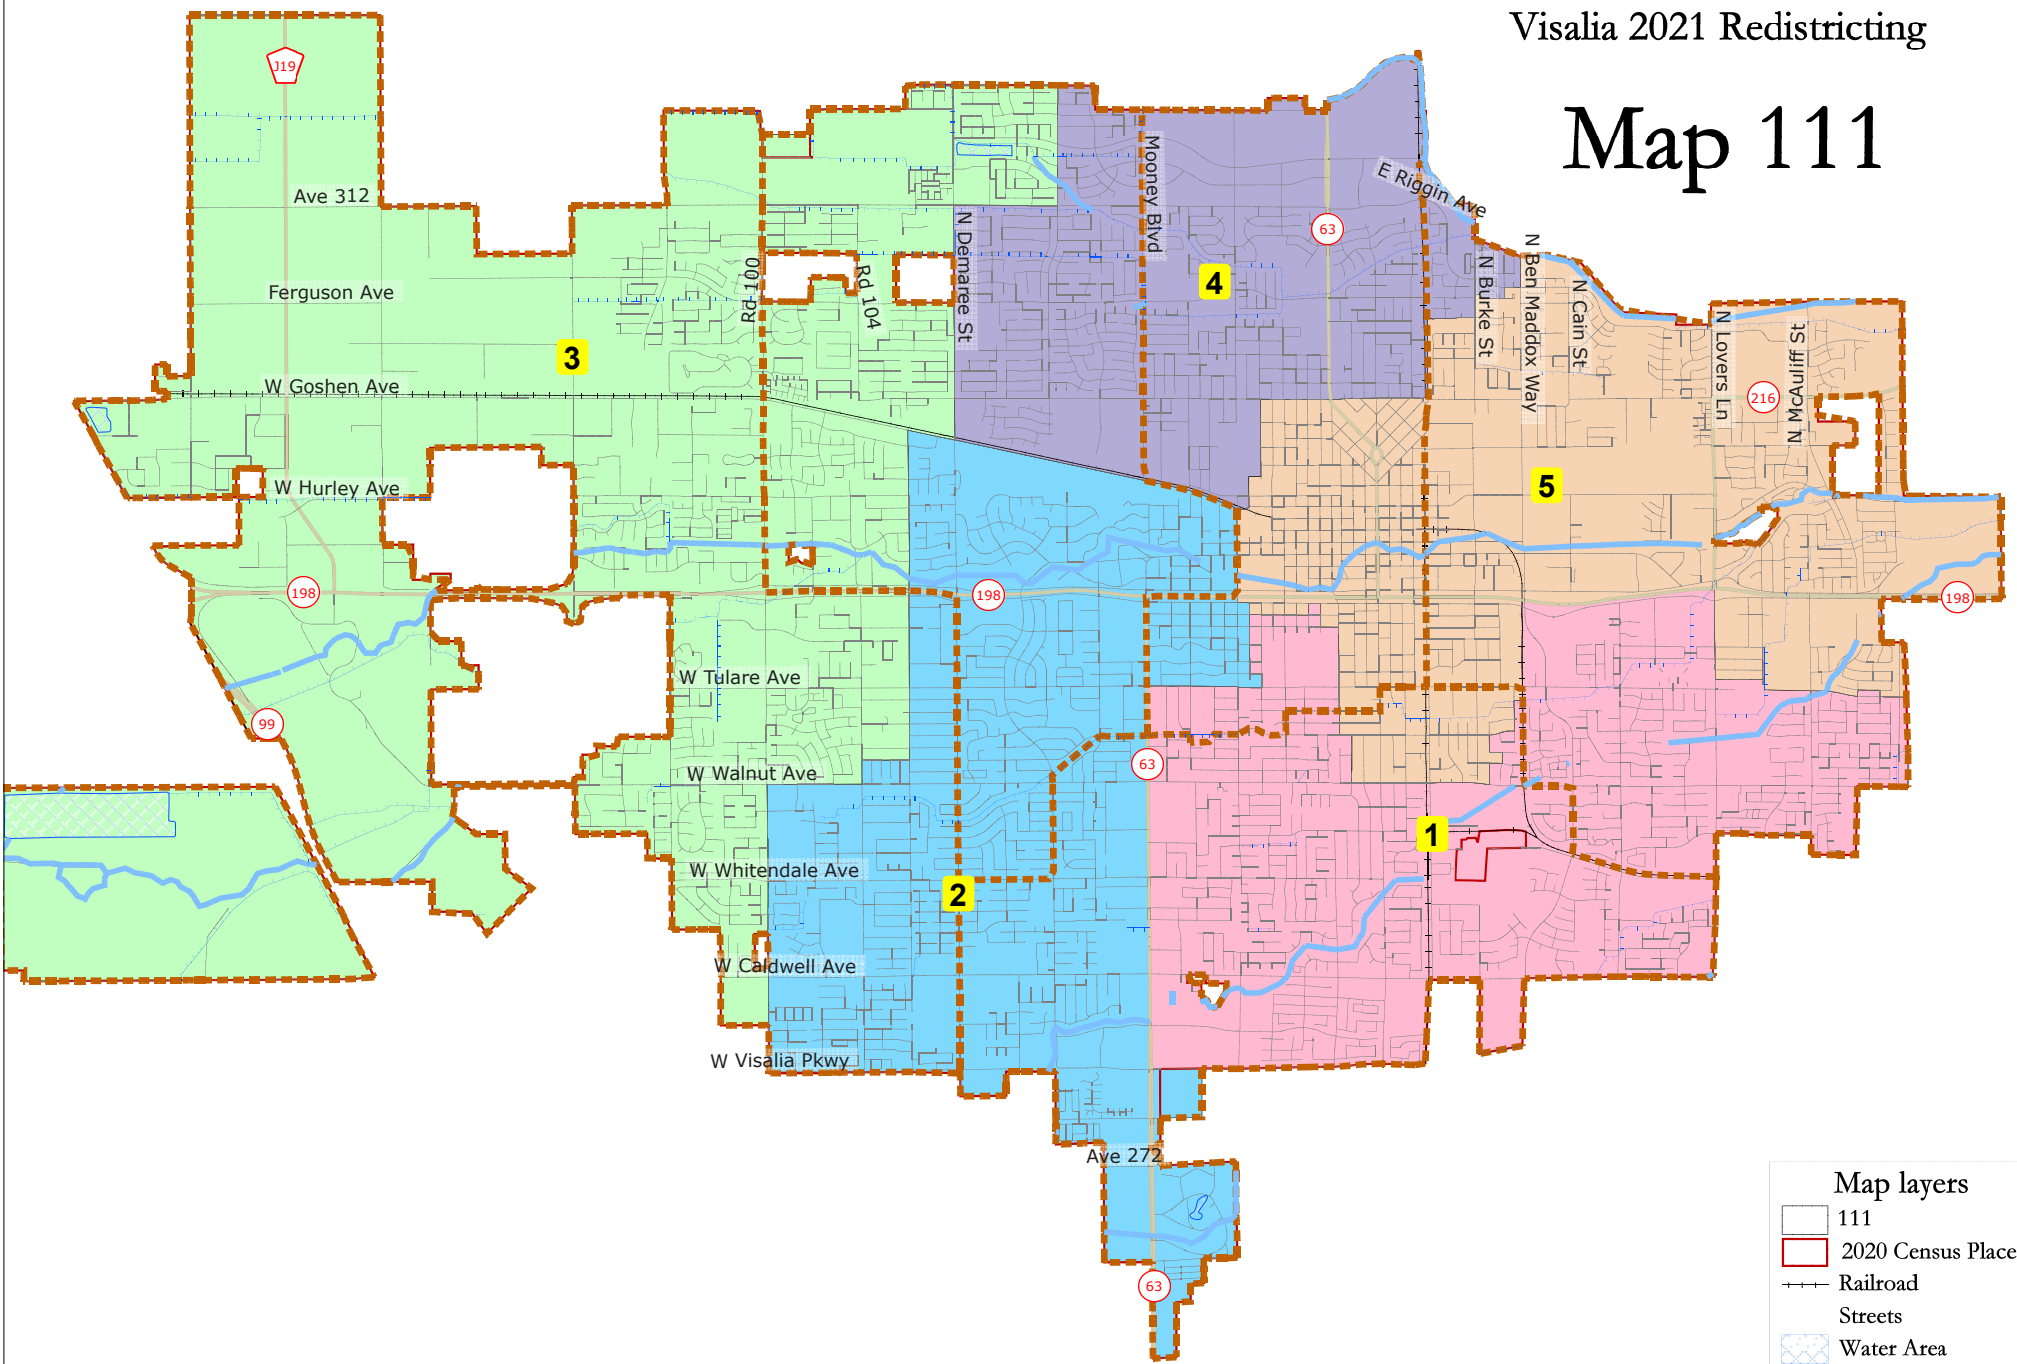 Visalia 2021 Redistricting
Map 111
J19
Ave 312
Mooney Blvd
E Riggin Ave
63
N Demaree St
4
Ferguson Ave
Rd 100
Rd 104
N Burke St
N Ben Maddox Way
N Cain St
N Lovers Ln
N McAuliff St
3
W Goshen Ave
216
W Hurley Ave
5
198
198
198
W Tulare Ave
99
W Walnut Ave
63
1
W Whitendale Ave
2
W Caldwell Ave
W Visalia Pkwy
Ave 272
63
Map layers
111
2020 Census Place
Railroad
Streets
Water Area